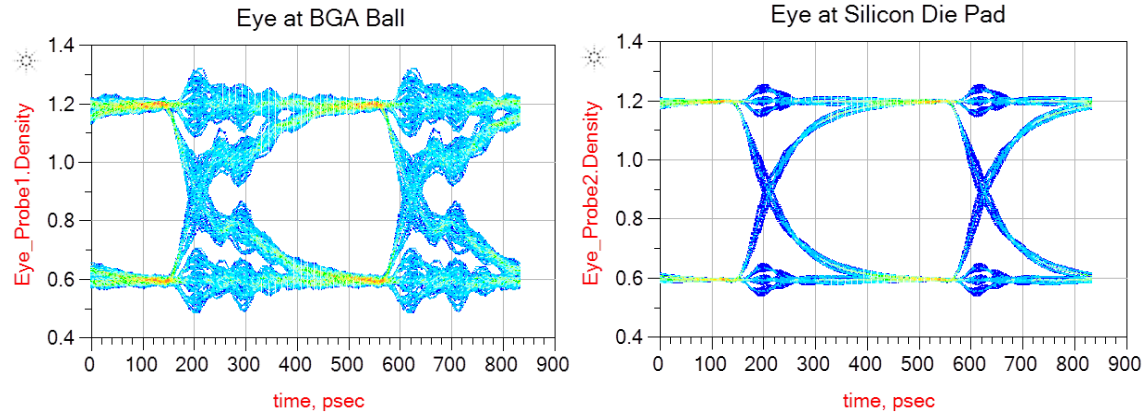 Eye at BGA Ball
Eye_Probe1.Density
1.4
1.2
1.0
0.8
0.6
0.4
0 100 200 300 400 500 600 700 800 900
time, psec
Eye at Silicon Die Pad
Eye_Probe2.Density
1.4
1.2
1.0
0.8
0.6
0.4
0 100 200 300 400 500 600 700 800 900
time, psec